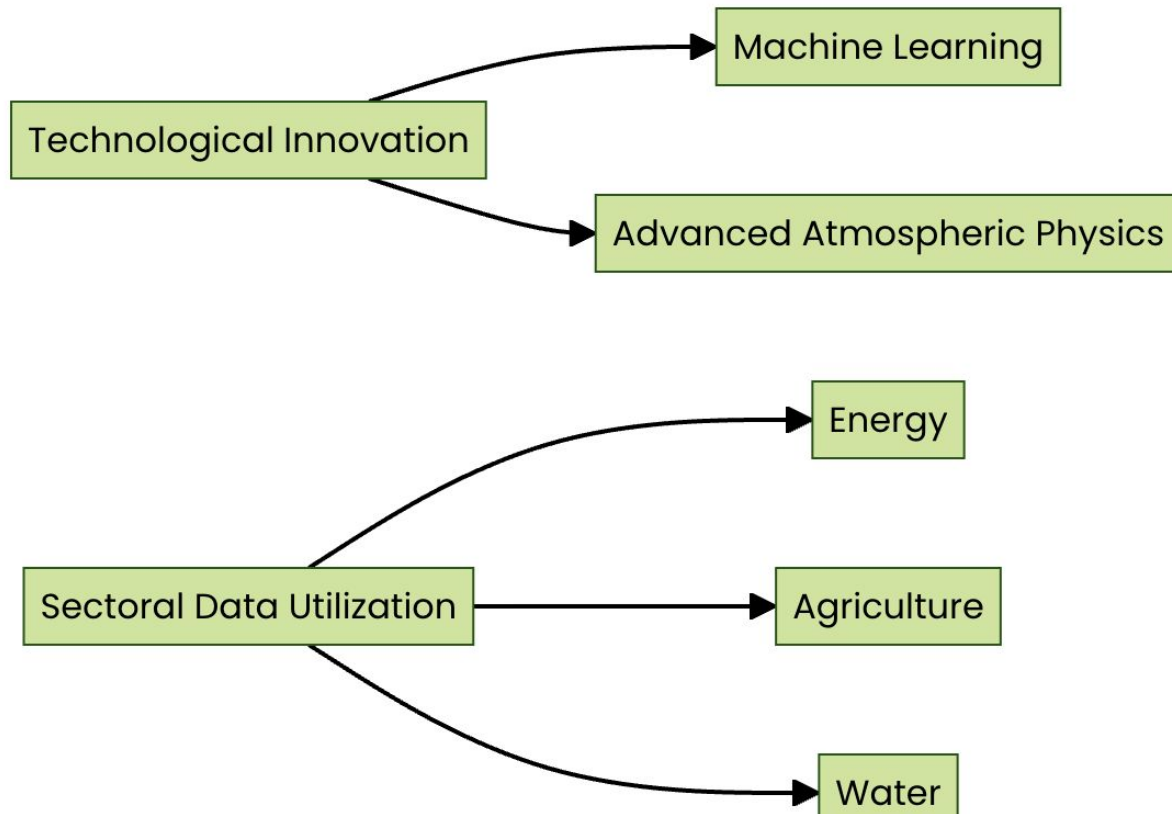 Machine Learning
Technological Innovation
Advanced Atmospheric Physics
Energy
Sectoral Data Utilization
Agriculture
Water